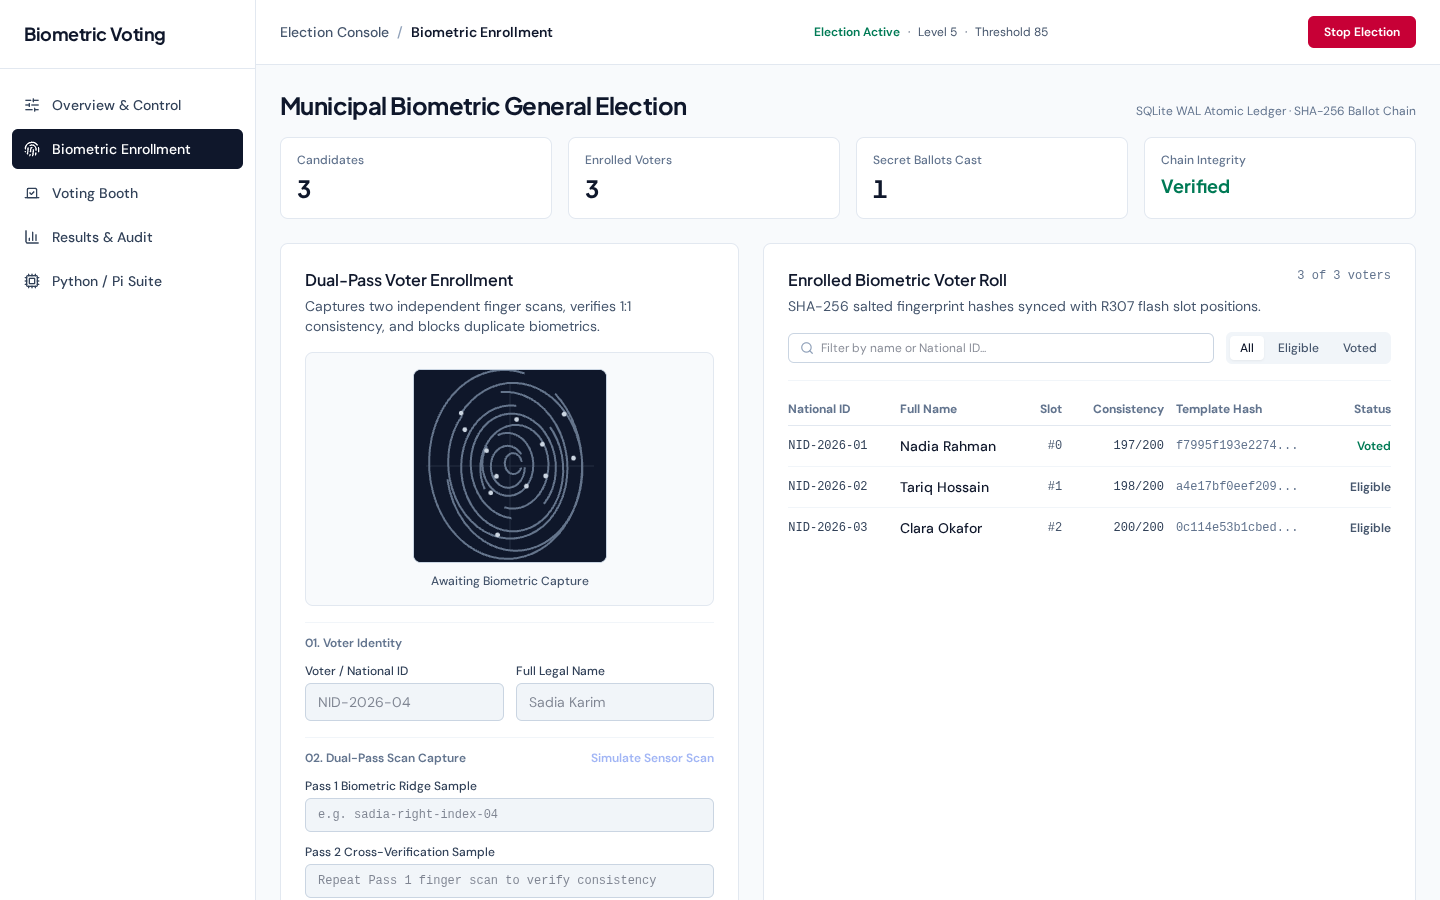 Biometric Voting
Overview & Control
Biometric Enrollment
Voting Booth
Results & Audit
Python / Pi Suite
Election Console / Biometric Enrollment
Election Active · Level 5 · Threshold 85
Stop Election
Municipal Biometric General Election
SQLite WAL Atomic Ledger · SHA-256 Ballot Chain
Candidates
3
Enrolled Voters
3
Secret Ballots Cast
1
Chain Integrity
Verified
Dual-Pass Voter Enrollment
Captures two independent finger scans, verifies 1:1
consistency, and blocks duplicate biometrics.
Awaiting Biometric Capture
01. Voter Identity
Voter / National ID
Full Legal Name
NID-2026-04
Sadia Karim
02. Dual-Pass Scan Capture
Simulate Sensor Scan
Pass 1 Biometric Ridge Sample
e.g. sadia-right-index-04
Pass 2 Cross-Verification Sample
Repeat Pass 1 finger scan to verify consistency
Enrolled Biometric Voter Roll
3 of 3 voters
SHA-256 salted fingerprint hashes synced with R307 flash slot positions.
Filter by name or National ID...
All Eligible Voted
National ID Full Name Slot Consistency Template Hash Status
NID-2026-01 Nadia Rahman #0 197/200 f7995f193e2274... Voted
NID-2026-02 Tariq Hossain #1 198/200 a4e17bf0eef209... Eligible
NID-2026-03 Clara Okafor #2 200/200 0c114e53b1cbed... Eligible